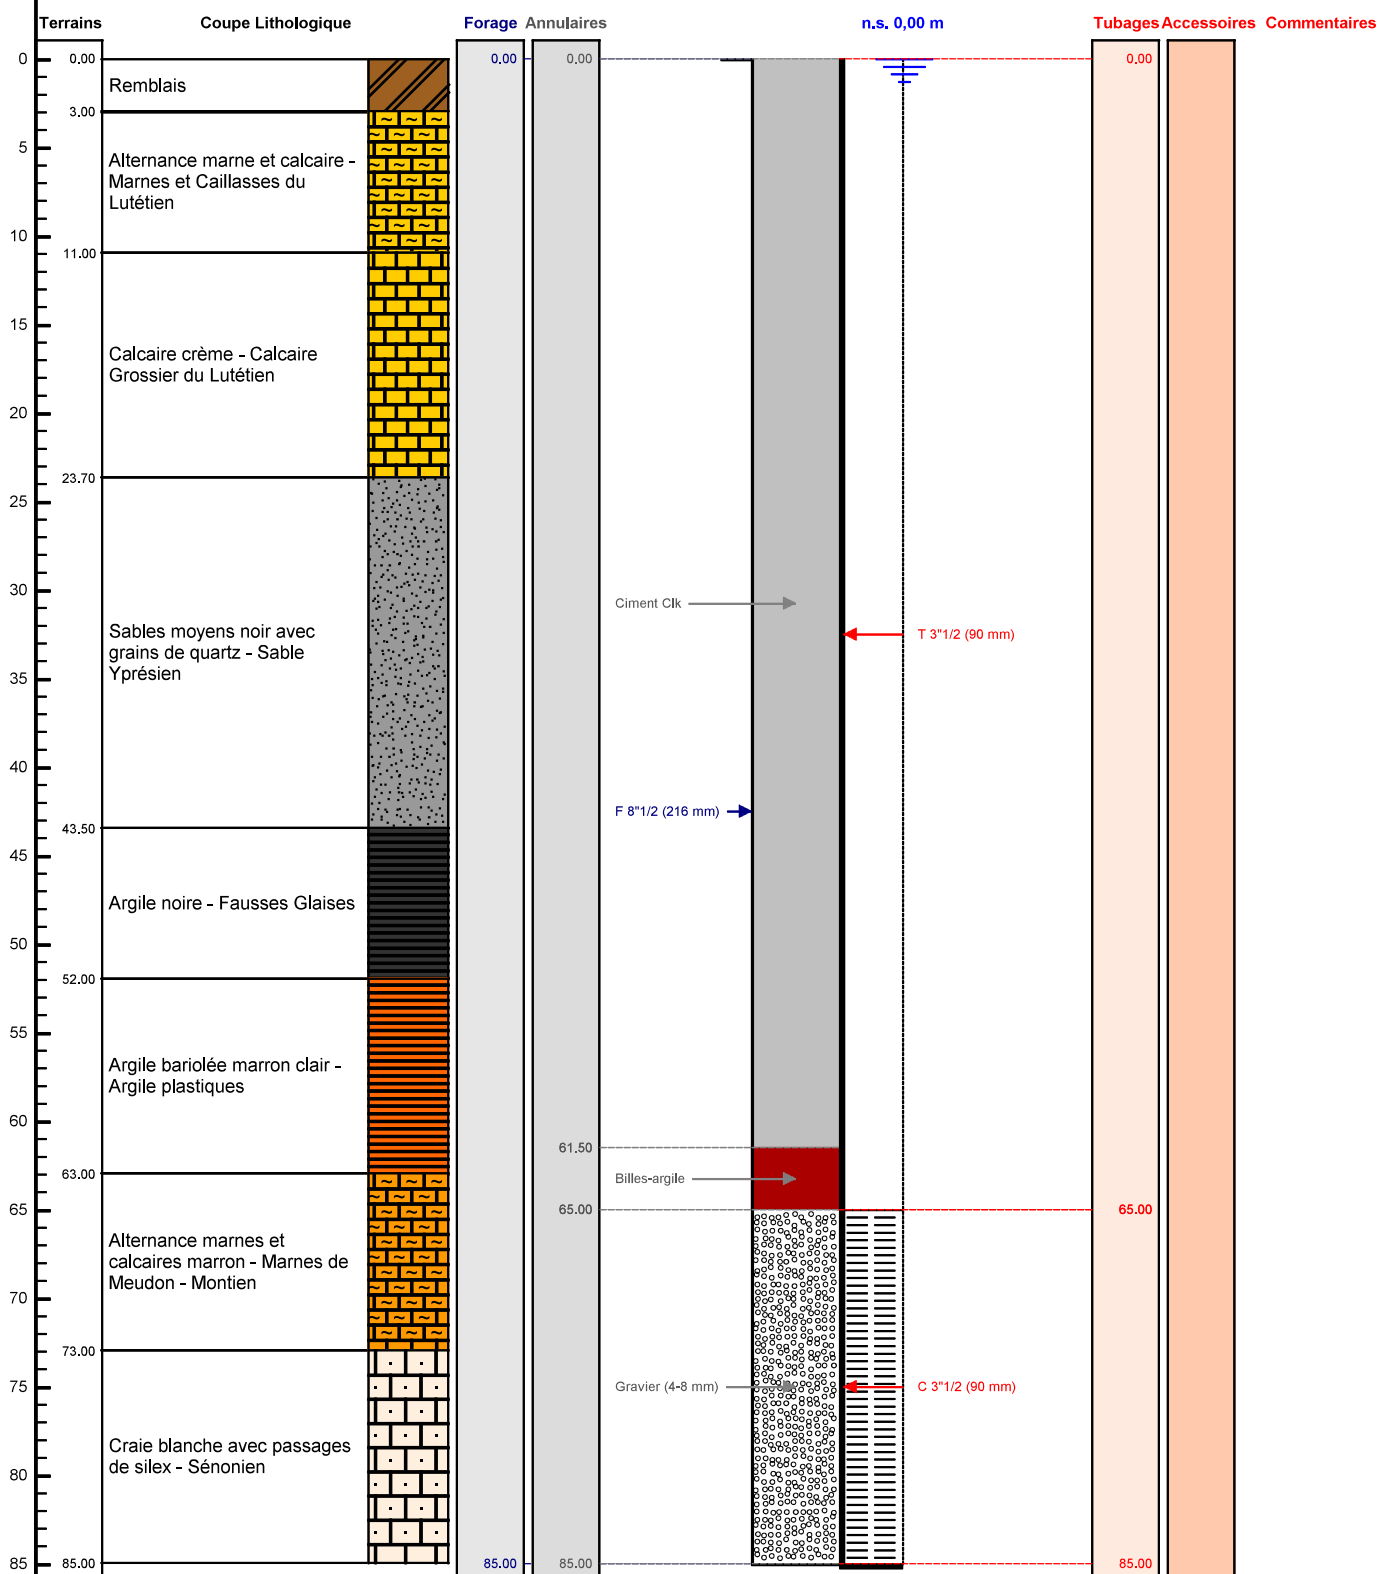 Terrains Coupe Lithologique Forage Annulaires n.s. 0,00 m Tubages Accessoires Commentaires
0 0.00 0.00 0.00 0.00
Remblais
3.00
5
Alternance marne et calcaire -
Marnes et Caillasses du
Lutétien
10
11.00
15
Calcaire crème - Calcaire
Grossier du Lutétien
20
23.70
25
30
Ciment Clk
Sables moyens noir avec
grains de quartz - Sable
Yprésien
T 3"1/2 (90 mm)
35
40
F 8"1/2 (216 mm)
43.50
45
Argile noire - Fausses Glaises
50
52.00
55
Argile bariolée marron clair -
Argile plastiques
60
61.50
63.00
Billes-argile
65 65.00 65.00
Alternance marnes et
calcaires marron - Marnes de
Meudon - Montien
70
73.00
75
Gravier (4-8 mm) C 3"1/2 (90 mm)
Craie blanche avec passages
de silex - Sénonien
80
85 85.00 85.00 85.00 85.00